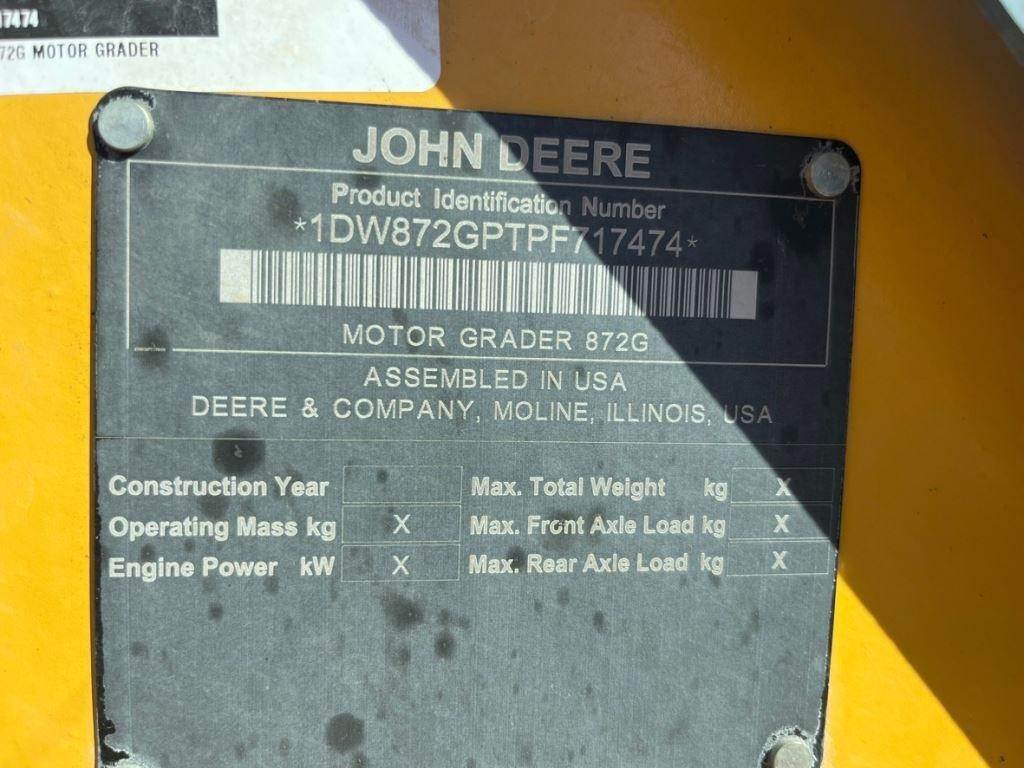 17474
72G MOTOR GRADER
JOHN DEERE
Product Identification Number
*1DW872GPTPF717474*
MOTOR GRADER 872G
ASSEMBLED IN USA
DEERE & COMPANY, MOLINE, ILLINOIS, USA
Construction Year Max. Total Weight kg X
Operating Mass kg X Max. Front Axle Load kg X
Engine Power kW X Max. Rear Axle Load kg X